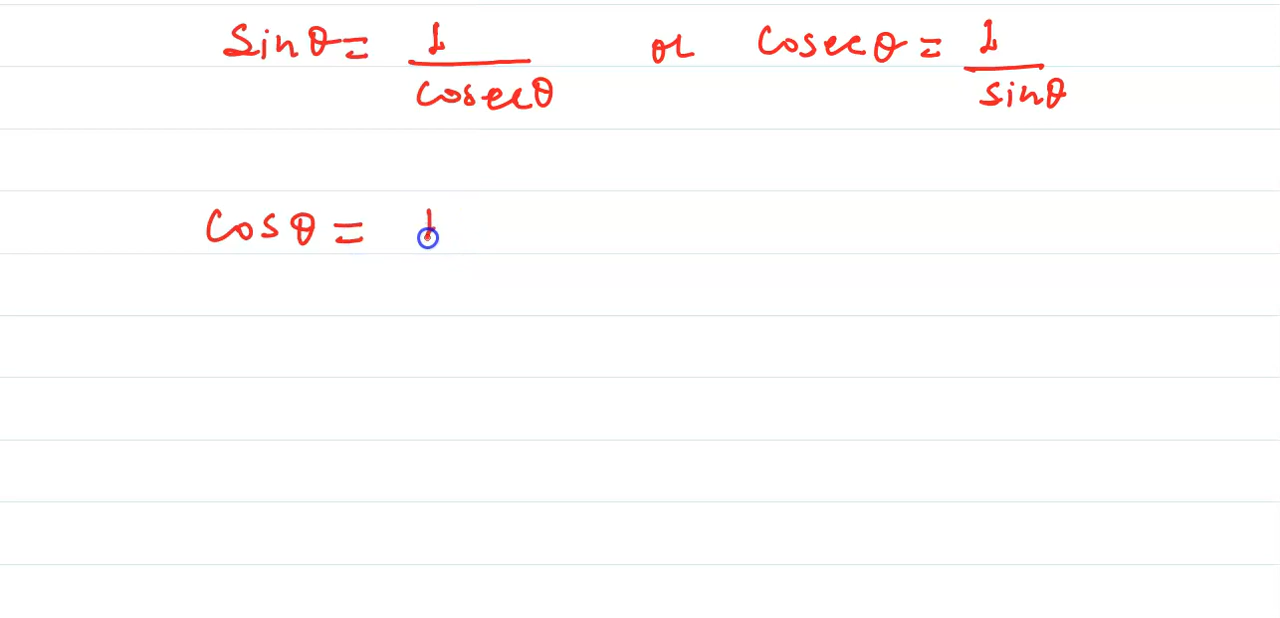 sinθ = 1/cosecθ or cosecθ = 1/sinθ
cosθ = 1